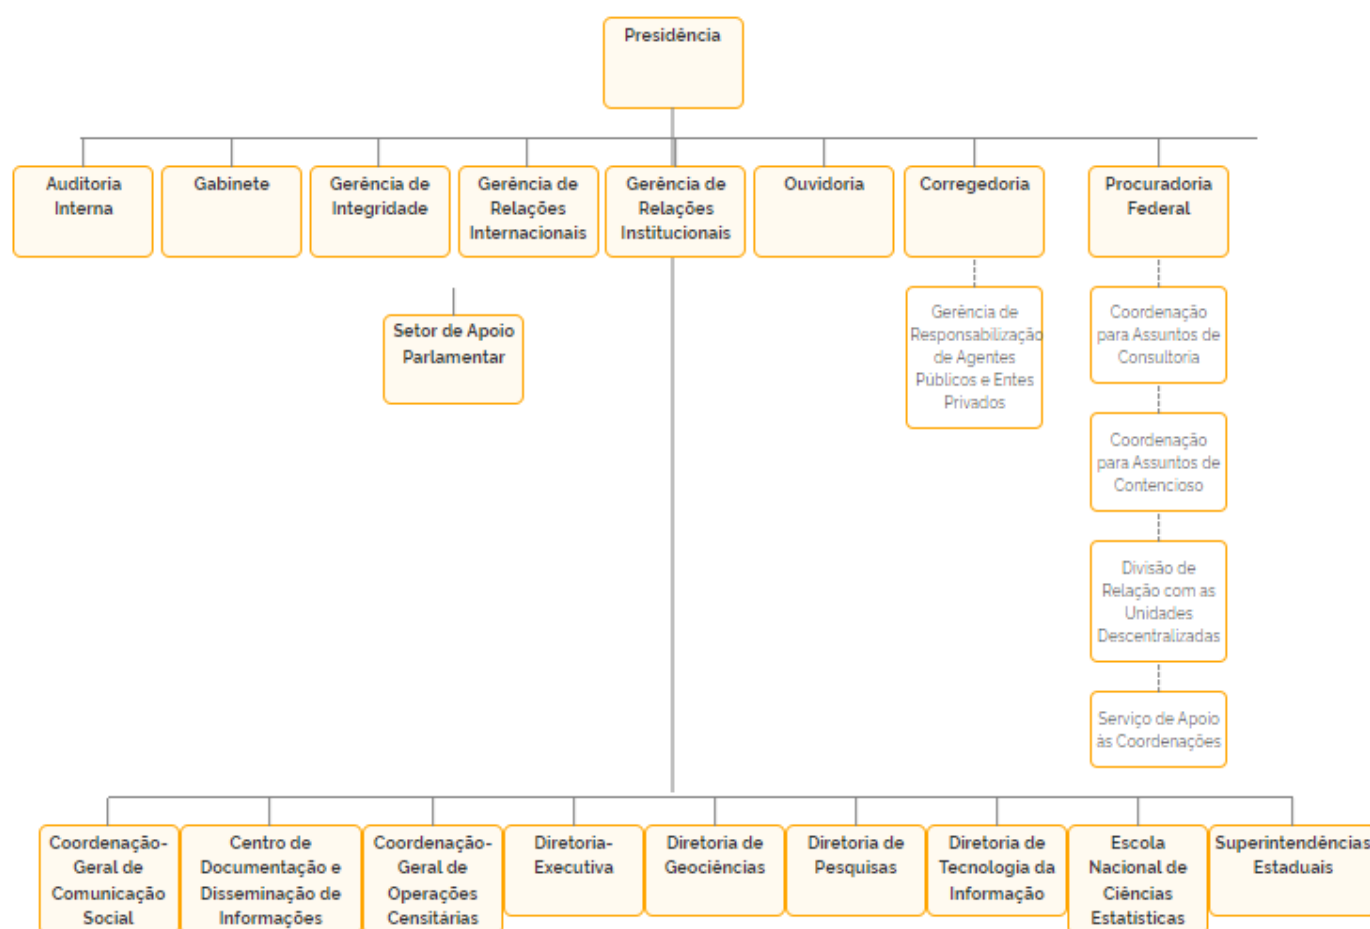 Presidência
Auditoria
Interna
Gabinete
Gerência de
Integridade
Gerência de
Relações
Internacionais
Gerência de
Relações
Institucionais
Ouvidoria
Corregedoria
Procuradoria
Federal
Setor de Apoio
Parlamentar
Gerência de
Responsabilização
de Agentes
Públicos e Entes
Privados
Coordenação
para Assuntos de
Consultoria
Coordenação
para Assuntos de
Contencioso
Divisão de
Relação com as
Unidades
Descentralizadas
Serviço de Apoio
às Coordenações
Coordenação-
Geral de
Comunicação
Social
Centro de
Documentação e
Disseminação de
Informações
Coordenação-
Geral de
Operações
Censitárias
Diretoria-
Executiva
Diretoria de
Geociências
Diretoria de
Pesquisas
Diretoria de
Tecnologia da
Informação
Escola
Nacional de
Ciências
Estatísticas
Superintendências
Estaduais